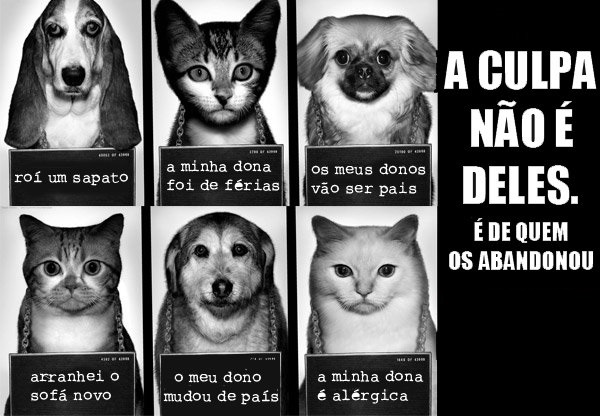 roí um sapato
a minha dona
foi de férias
os meus donos
vão ser pais
A CULPA
NÃO É
DELES.
É DE QUEM
OS ABANDONOU
arranhei o
sofá novo
o meu dono
mudou de país
a minha dona
é alérgica